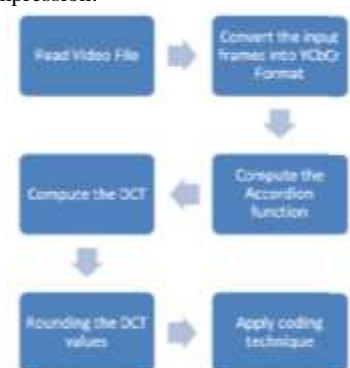 mpression.
Read Video File
Convert the input
frames into YCbCr
Format
Compute the
Accordion
function
Compute the DCT
Rounding the DCT
values
Apply coding
technique